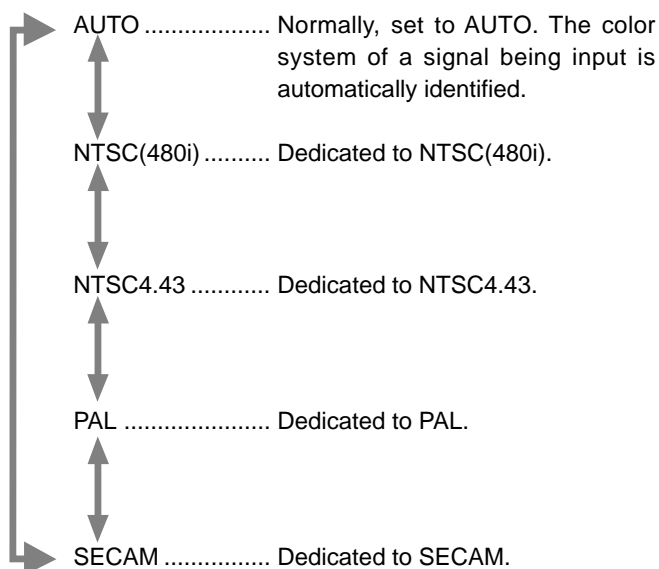 AUTO ................... Normally, set to AUTO. The color
system of a signal being input is
automatically identified.
NTSC(480i) .......... Dedicated to NTSC(480i).
NTSC4.43 ............ Dedicated to NTSC4.43.
PAL ...................... Dedicated to PAL.
SECAM ................ Dedicated to SECAM.